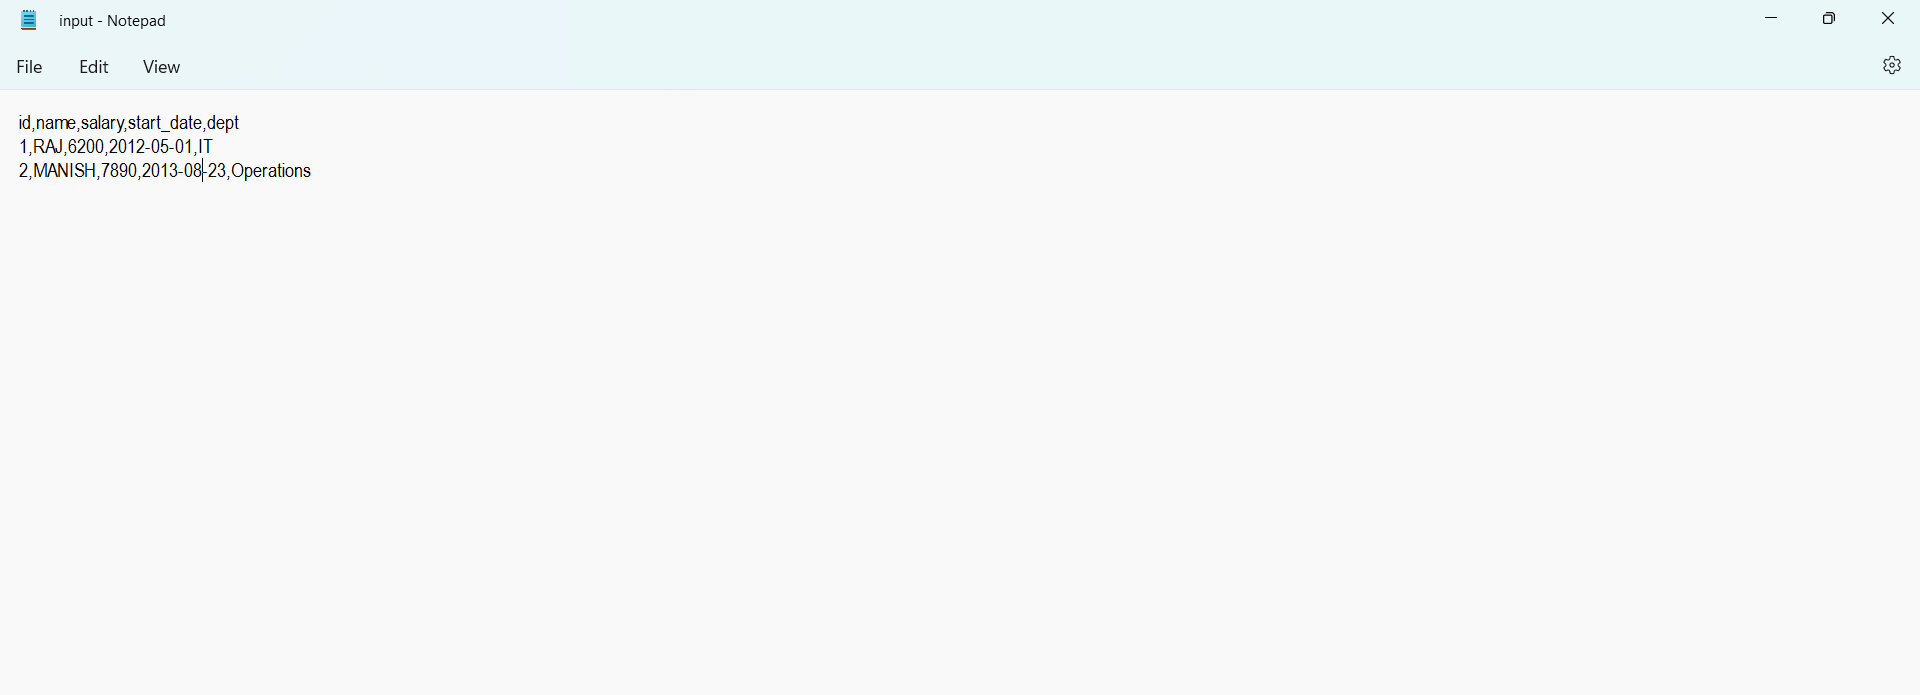 input - Notepad
File Edit View
id,name,salary,start_date,dept
1,RAJ,6200,2012-05-01,IT
2,MANISH,7890,2013-08-23,Operations